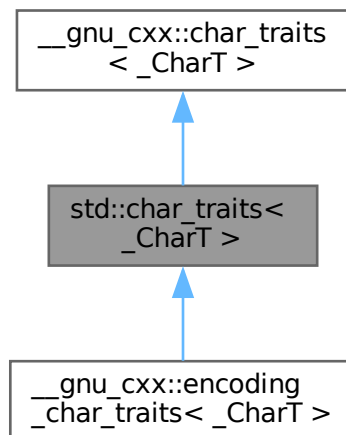 __gnu_cxx::char_traits
< _CharT >
std::char_traits<
_CharT >
__gnu_cxx::encoding
_char_traits< _CharT >